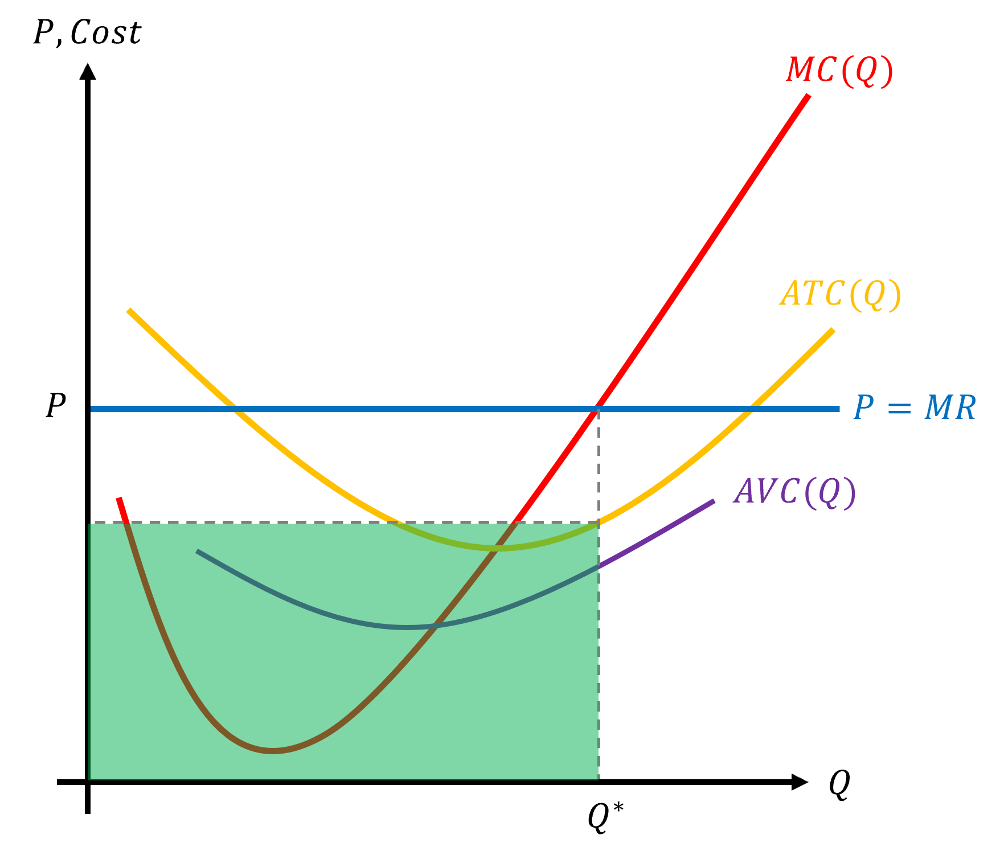 P, Cost
MC(Q)
ATC(Q)
P
P = MR
AVC(Q)
Q
Q*